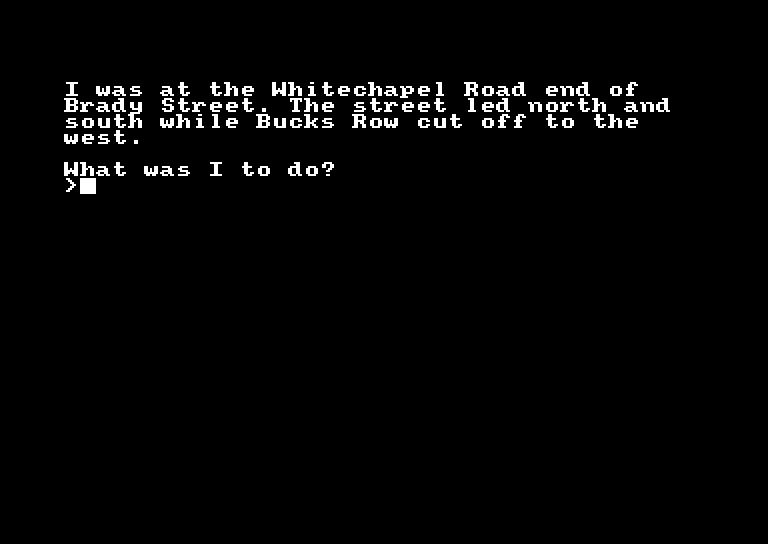 I was at the Whitechapel Road end of
Brady Street. The street led north and
south while Bucks Row cut off to the
west.
What was I to do?
>